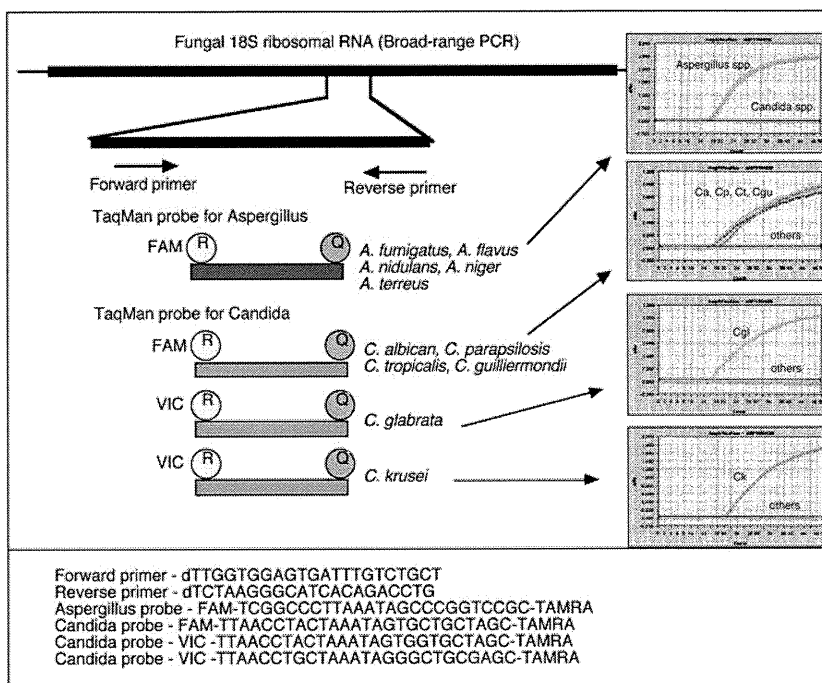 Fungal 18S ribosomal RNA (Broad-range PCR)
Forward primer
Reverse primer
TaqMan probe for Aspergillus
FAM
R
Q
A. fumigatus, A. flavus
A. nidulans, A. niger
A. terreus
TaqMan probe for Candida
FAM
R
Q
C. albican, C. parapsilosis
C. tropicalis, C. guilliermondii
VIC
R
Q
C. glabrata
VIC
R
Q
C. krusei
Aspergillus spp.
Candida spp.
Ca, Cp, Ct, Cgu
others
Cgl
others
Ck
others
Forward primer - dTTGGTGGAGTGATTTGTCTGCT
Reverse primer - dTCTAAGGGCATCACAGACCTG
Aspergillus probe - FAM-TCGGCCCTTAAATAGCCCGGTCCGC-TAMRA
Candida probe - FAM-TTAACCTACTAAATAGTGCTGCTAGC-TAMRA
Candida probe - VIC -TTAACCTACTAAATAGTGGTGCTAGC-TAMRA
Candida probe - VIC -TTAACCTGCTAAATAGGGCTGCGAGC-TAMRA